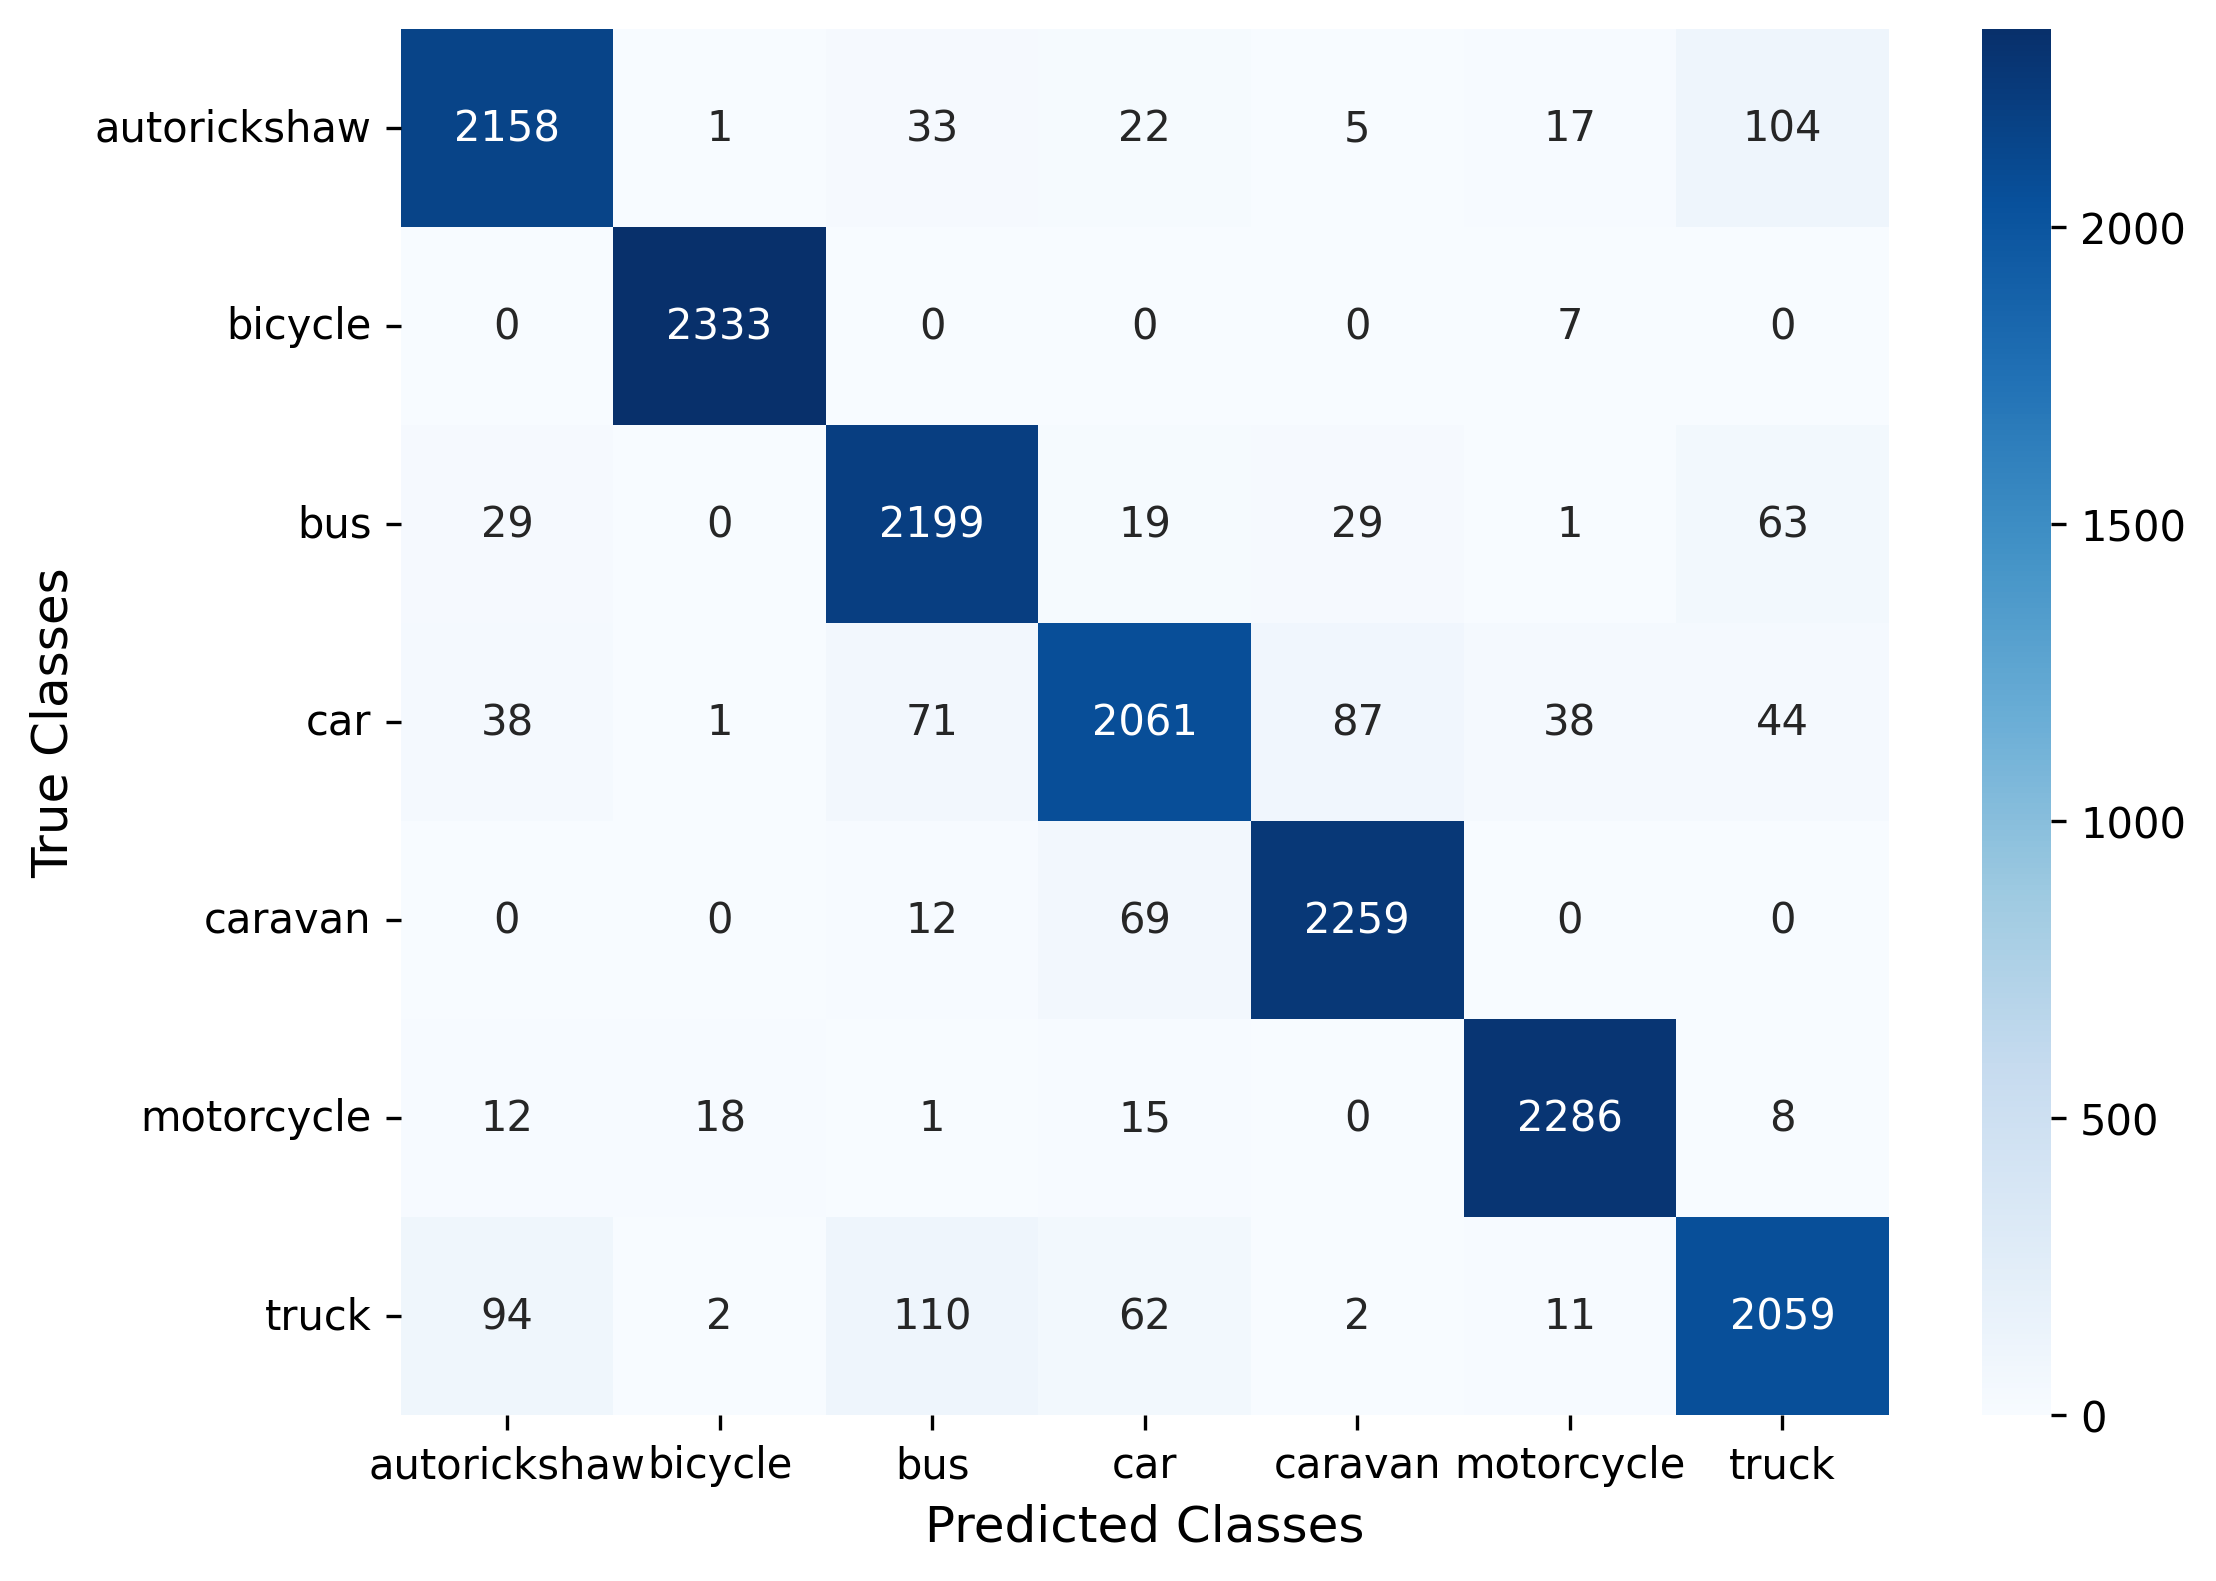 autorickshaw 2158 1 33 22 5 17 104
bicycle 0 2333 0 0 0 7 0
bus 29 0 2199 19 29 1 63
car 38 1 71 2061 87 38 44
caravan 0 0 12 69 2259 0 0
motorcycle 12 18 1 15 0 2286 8
truck 94 2 110 62 2 11 2059
autorickshaw bicycle bus car caravan motorcycle truck
Predicted Classes
True Classes
2000
1500
1000
500
0